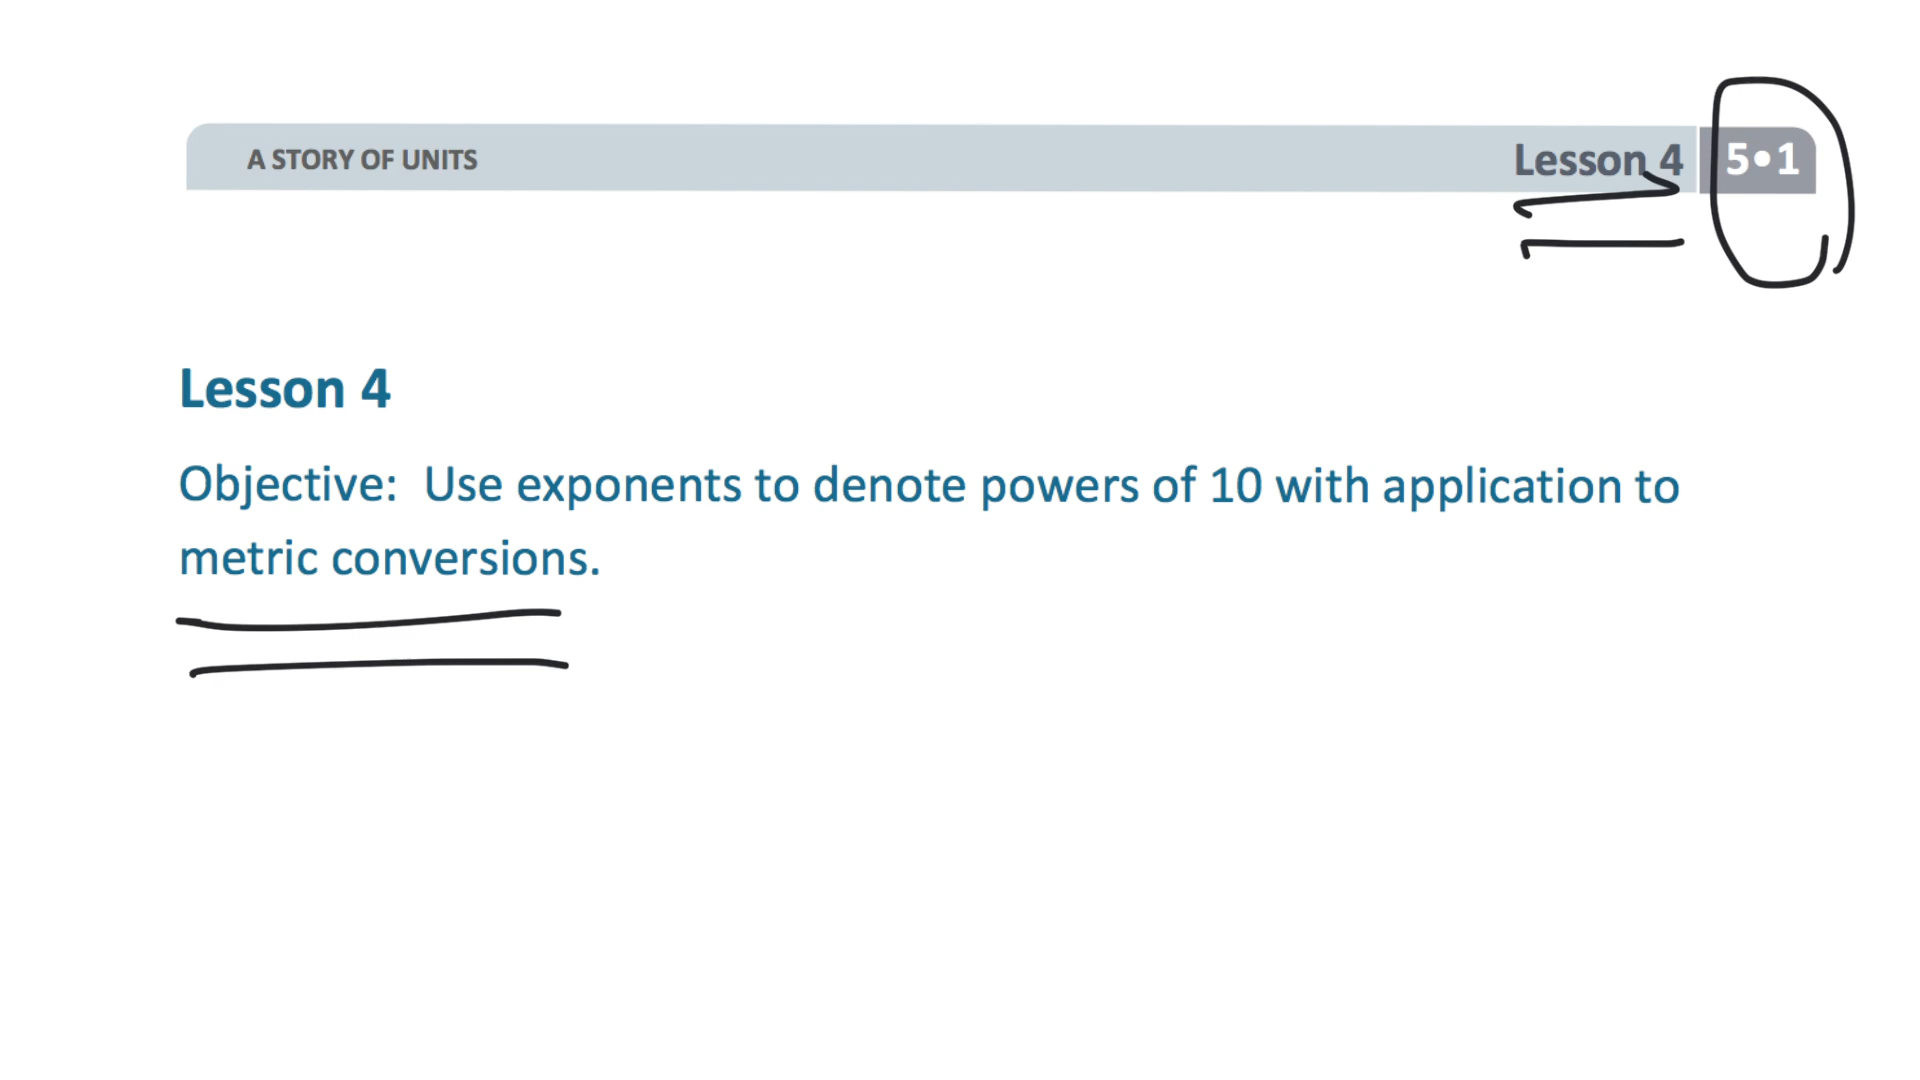 A STORY OF UNITS
Lesson 4 5•1
Lesson 4
Objective: Use exponents to denote powers of 10 with application to
metric conversions.